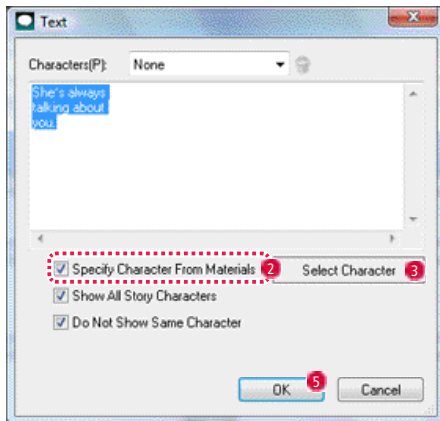 Text
Characters(P): None
She's always
talking about
you.
Specify Character From Materials 2 Select Character 3
Show All Story Characters
Do Not Show Same Character
OK 5 Cancel